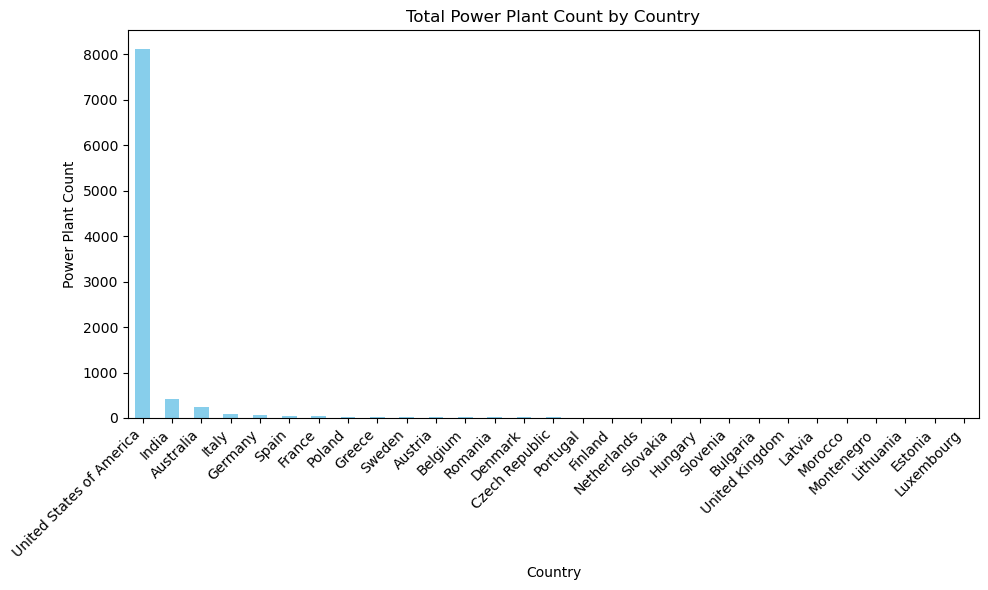 Total Power Plant Count by Country
Power Plant Count
8000
7000
6000
5000
4000
3000
2000
1000
0
United States of America
India
Australia
Italy
Germany
Spain
France
Poland
Greece
Sweden
Austria
Belgium
Romania
Denmark
Czech Republic
Portugal
Finland
Netherlands
Slovakia
Hungary
Slovenia
Bulgaria
United Kingdom
Latvia
Morocco
Montenegro
Lithuania
Estonia
Luxembourg
Country